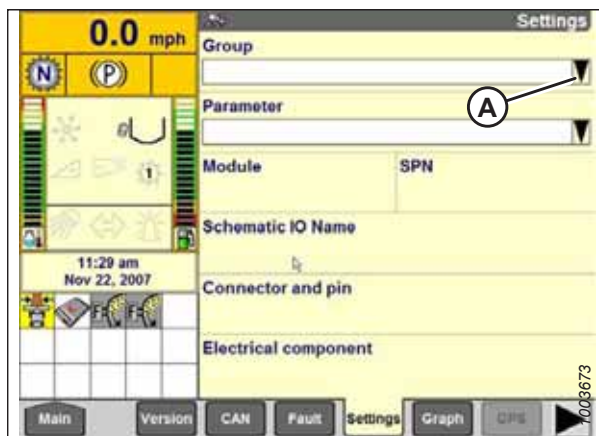 0.0 mph
Settings
Group
N
P
A
Parameter
Module
SPN
1
Schematic IO Name
11:29 am
Nov 22, 2007
Connector and pin
Electrical component
Main
Version
CAN
Fault
Settings
Graph
GPS
1003673